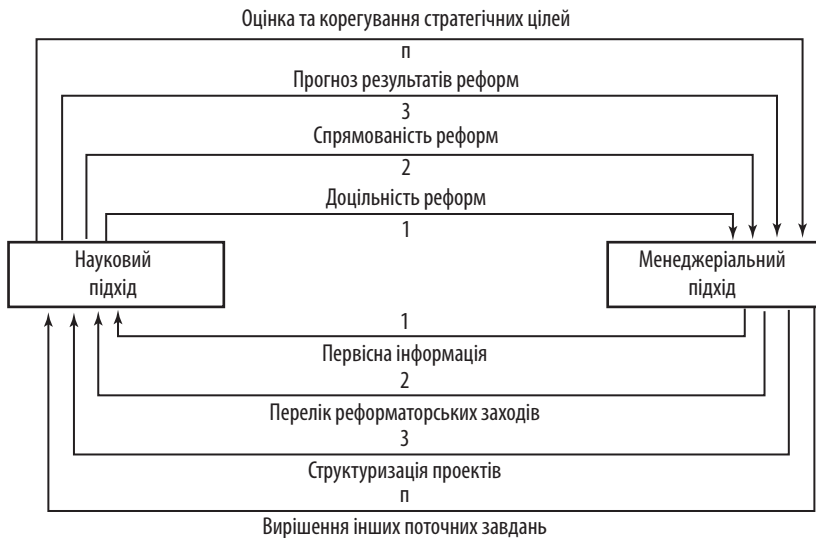 Оцінка та корегування стратегічних цілей
п
Прогноз результатів реформ
3
Спрямованість реформ
2
Доцільність реформ
1
Науковий
підхід
Менеджеріальний
підхід
1
Первісна інформація
2
Перелік реформаторських заходів
3
Структуризація проектів
п
Вирішення інших поточних завдань